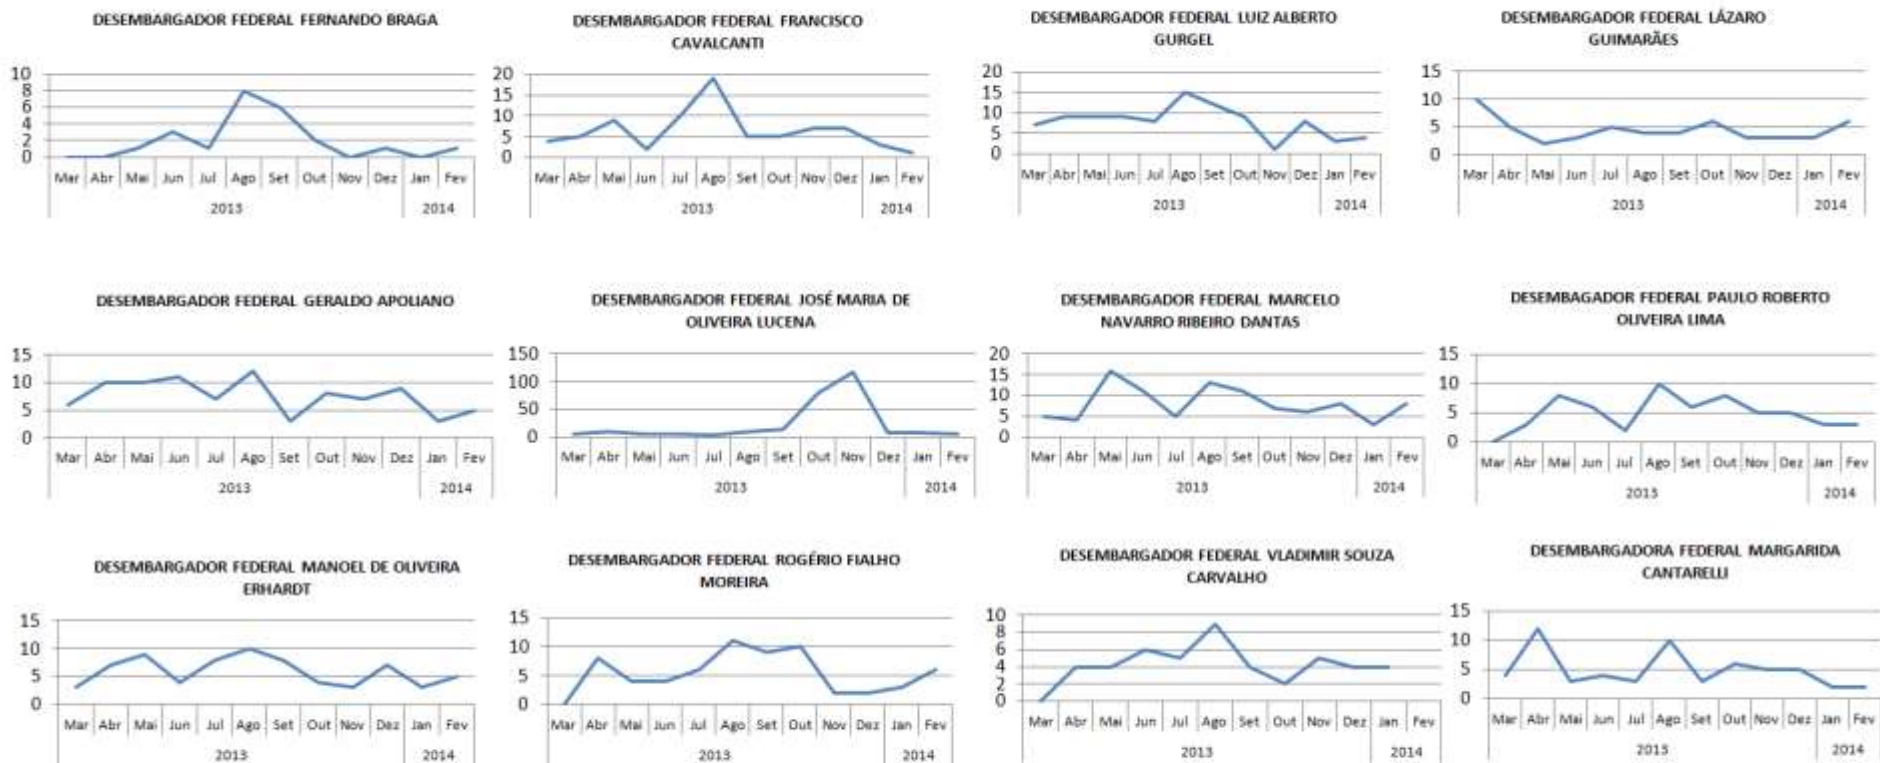 DESEMBARGADOR FEDERAL FERNANDO BRAGA
10
8
6
4
2
0
Mar Abr Mai Jun Jul Ago Set Out Nov Dez Jan Fev
2013 2014
DESEMBARGADOR FEDERAL FRANCISCO
CAVALCANTI
20
15
10
5
0
Mar Abr Mai Jun Jul Ago Set Out Nov Dez Jan Fev
2013 2014
DESEMBARGADOR FEDERAL LUIZ ALBERTO
GURGEL
20
15
10
5
0
Mar Abr Mai Jun Jul Ago Set Out Nov Dez Jan Fev
2013 2014
DESEMBARGADOR FEDERAL LÁZARO
GUIMARÃES
15
10
5
0
Mar Abr Mai Jun Jul Ago Set Out Nov Dez Jan Fev
2013 2014
DESEMBARGADOR FEDERAL GERALDO APOLIANO
15
10
5
0
Mar Abr Mai Jun Jul Ago Set Out Nov Dez Jan Fev
2013 2014
DESEMBARGADOR FEDERAL JOSÉ MARIA DE
OLIVEIRA LUCENA
150
100
50
0
Mar Abr Mai Jun Jul Ago Set Out Nov Dez Jan Fev
2013 2014
DESEMBARGADOR FEDERAL MARCELO
NAVARRO RIBEIRO DANTAS
20
15
10
5
0
Mar Abr Mai Jun Jul Ago Set Out Nov Dez Jan Fev
2013 2014
DESEMBAGADOR FEDERAL PAULO ROBERTO
OLIVEIRA LIMA
15
10
5
0
Mar Abr Mai Jun Jul Ago Set Out Nov Dez Jan Fev
2013 2014
DESEMBARGADOR FEDERAL MANOEL DE OLIVEIRA
ERHARDT
15
10
5
0
Mar Abr Mai Jun Jul Ago Set Out Nov Dez Jan Fev
2013 2014
DESEMBARGADOR FEDERAL ROGÉRIO FIALHO
MOREIRA
15
10
5
0
Mar Abr Mai Jun Jul Ago Set Out Nov Dez Jan Fev
2013 2014
DESEMBARGADOR FEDERAL VLADIMIR SOUZA
CARVALHO
10
8
6
4
2
0
Mar Abr Mai Jun Jul Ago Set Out Nov Dez Jan Fev
2013 2014
DESEMBARGADORA FEDERAL MARGARIDA
CANTARELLI
15
10
5
0
Mar Abr Mai Jun Jul Ago Set Out Nov Dez Jan Fev
2013 2014